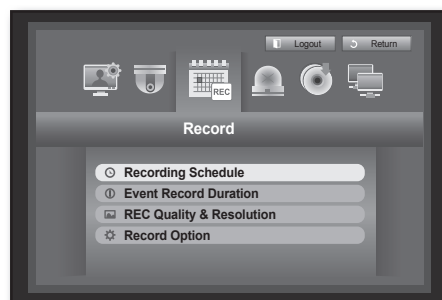 Logout Return
REC
Record
Recording Schedule
Event Record Duration
REC Quality & Resolution
Record Option